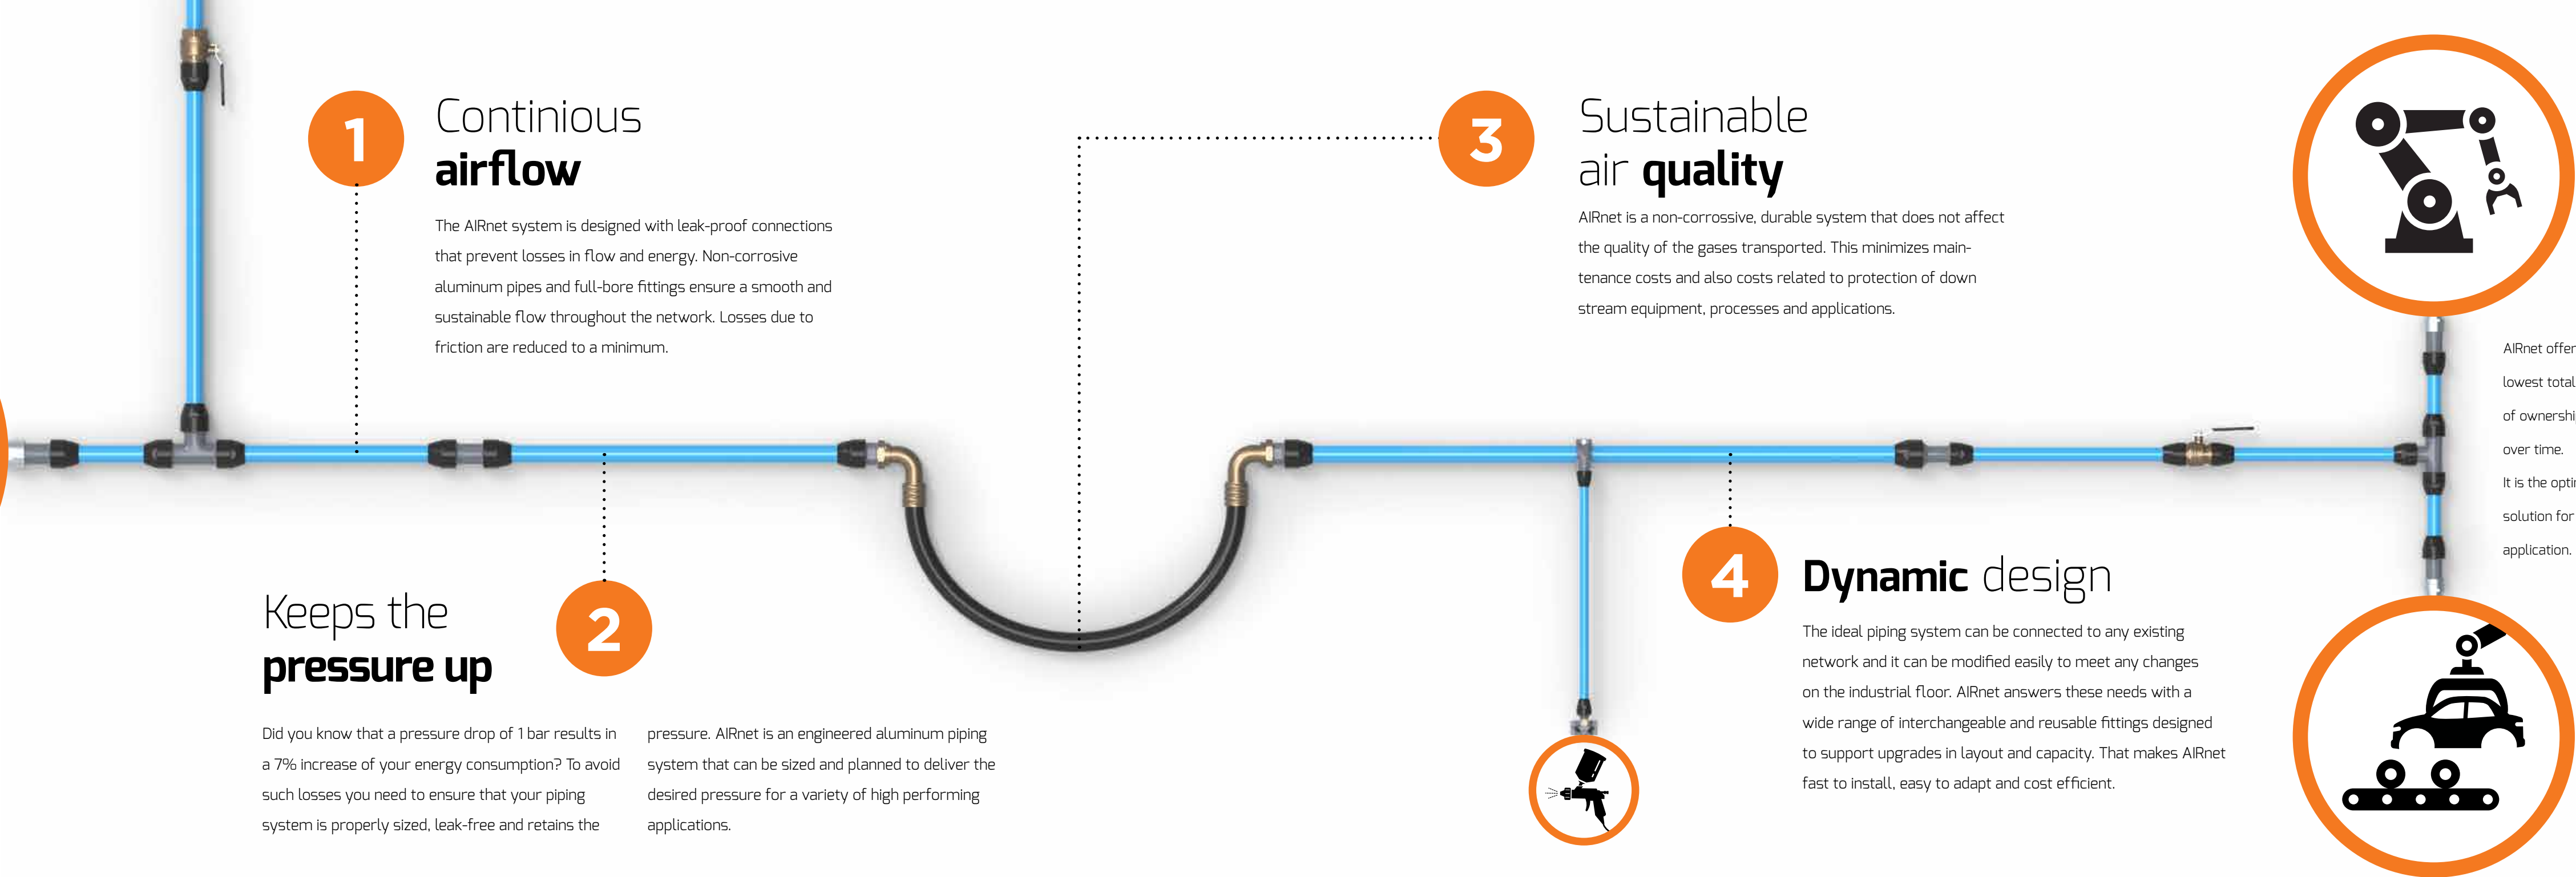 1
Continious
airflow
The AIRnet system is designed with leak-proof connections
that prevent losses in flow and energy. Non-corrosive
aluminum pipes and full-bore fittings ensure a smooth and
sustainable flow throughout the network. Losses due to
friction are reduced to a minimum.
Keeps the
pressure up
2
Did you know that a pressure drop of 1 bar results in
a 7% increase of your energy consumption? To avoid
such losses you need to ensure that your piping
system is properly sized, leak-free and retains the
pressure. AIRnet is an engineered aluminum piping
system that can be sized and planned to deliver the
desired pressure for a variety of high performing
applications.
3
Sustainable
air quality
AIRnet is a non-corrossive, durable system that does not affect
the quality of the gases transported. This minimizes main-
tenance costs and also costs related to protection of down
stream equipment, processes and applications.
4
Dynamic design
The ideal piping system can be connected to any existing
network and it can be modified easily to meet any changes
on the industrial floor. AIRnet answers these needs with a
wide range of interchangeable and reusable fittings designed
to support upgrades in layout and capacity. That makes AIRnet
fast to install, easy to adapt and cost efficient.
AIRnet
lowest total
of
over time.
It is the
solution for
application.